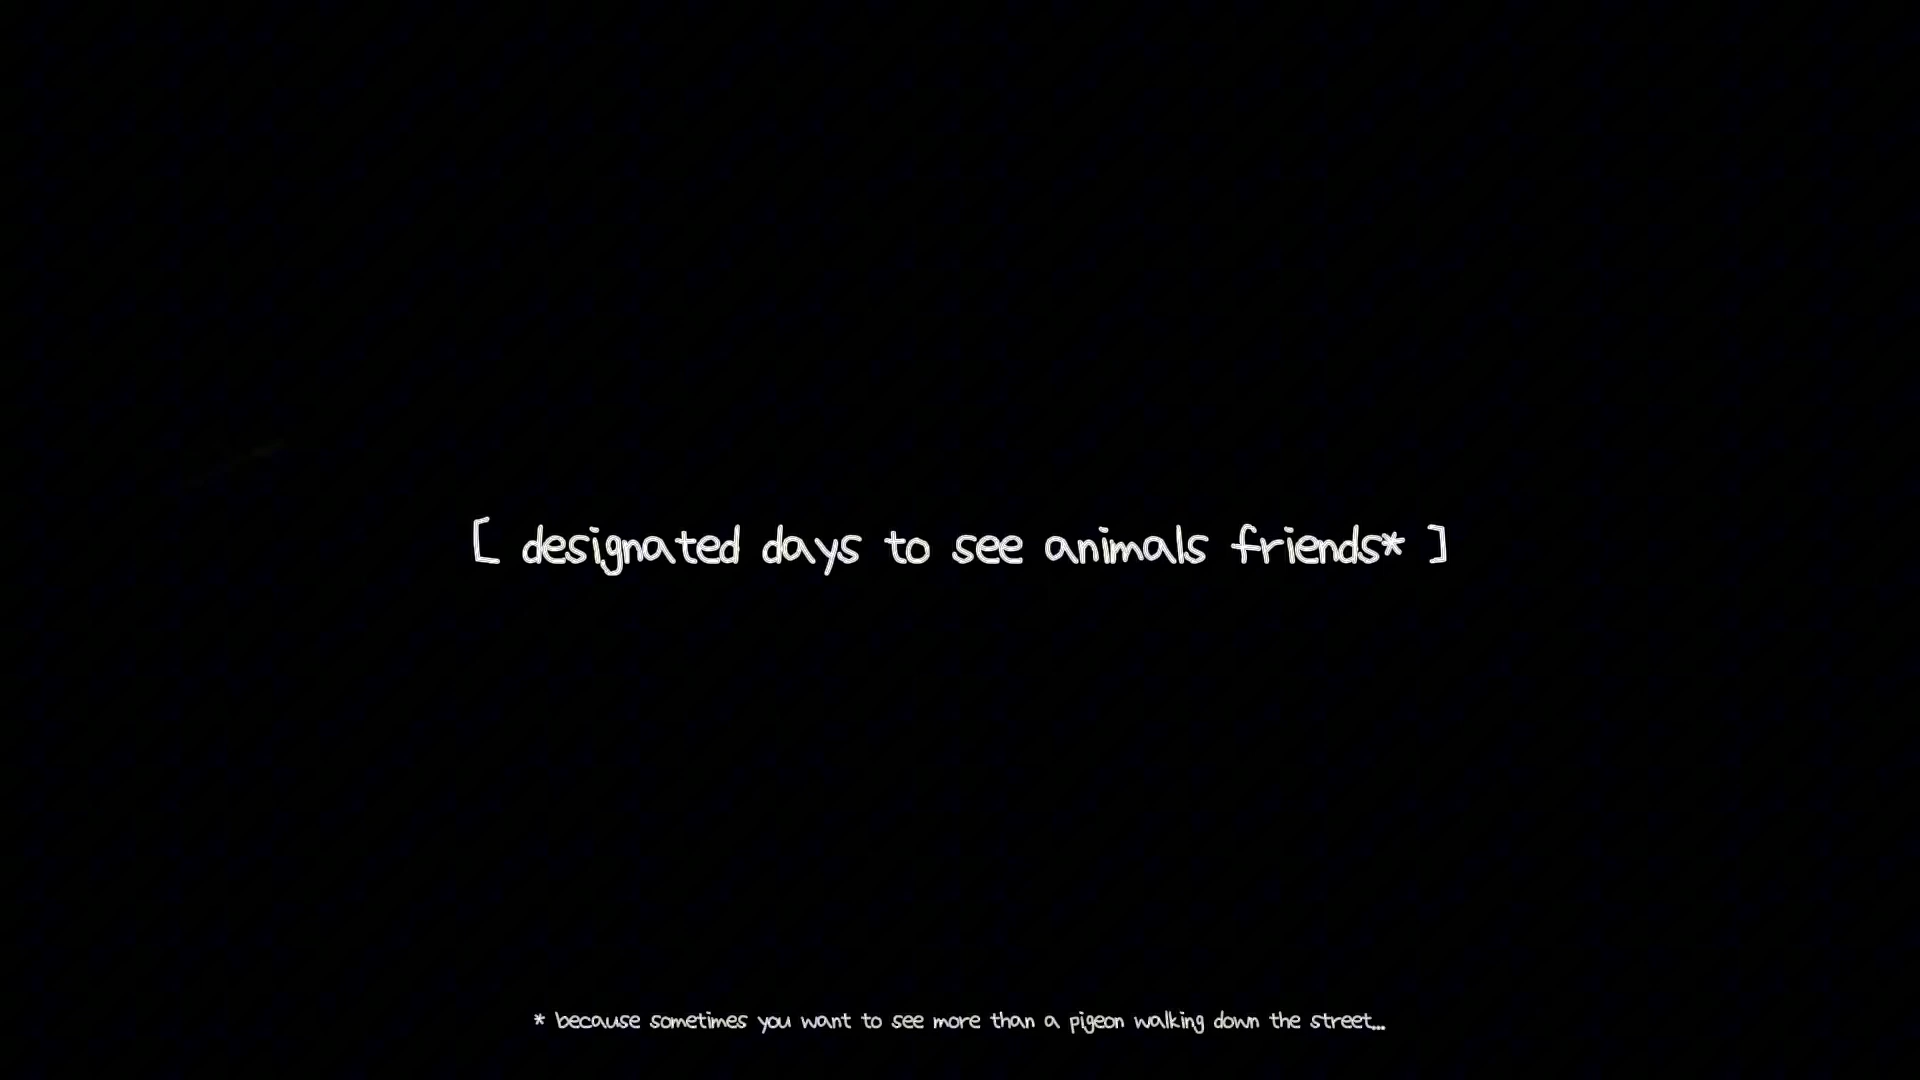 [ designated days to see animals friends* ]
* because sometimes you want to see more than a pigeon walking down the street...